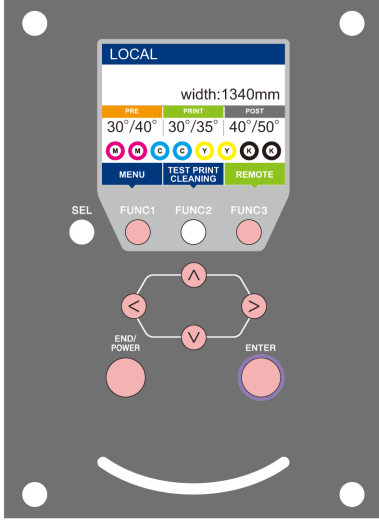 LOCAL
width:1340mm
PRE PRINT POST
30°/40° 30°/35° 40°/50°
M M C C Y Y K K
MENU TEST PRINT CLEANING REMOTE
SEL FUNC1 FUNC2 FUNC3
END/
POWER
ENTER